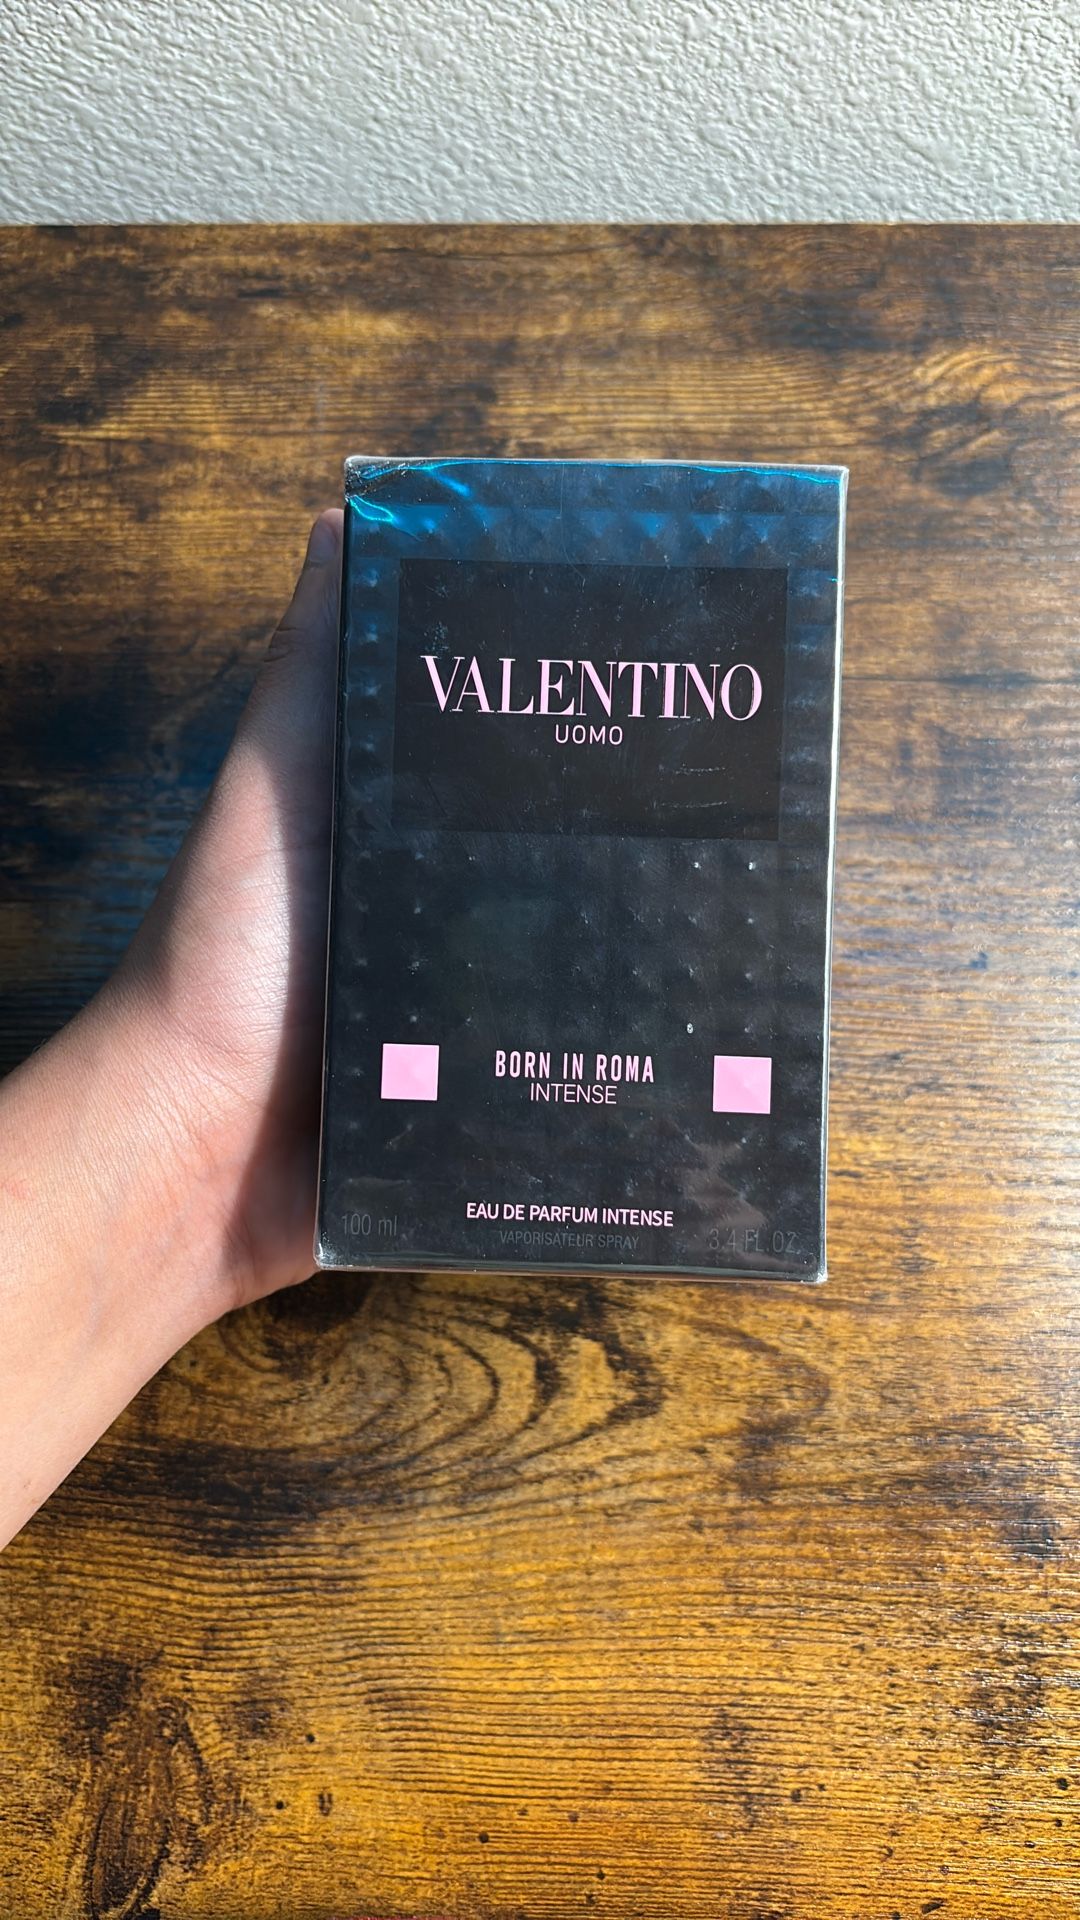 VALENTINO
UOMO
BORN IN ROMA
INTENSE
EAU DE PARFUM INTENSE
100 ml
VAPORISATEUR SPRAY
3.4 FL. OZ.